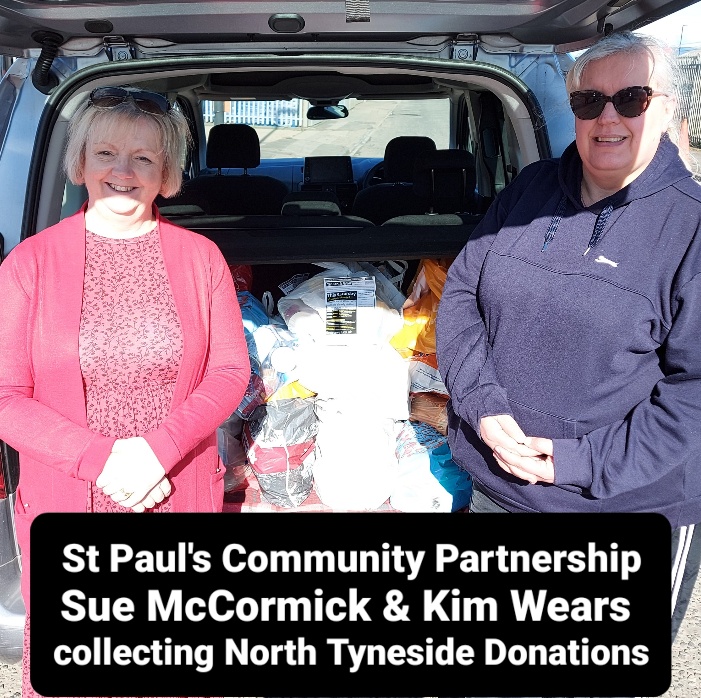 St Paul's Community Partnership
Sue McCormick & Kim Wears
collecting North Tyneside Donations